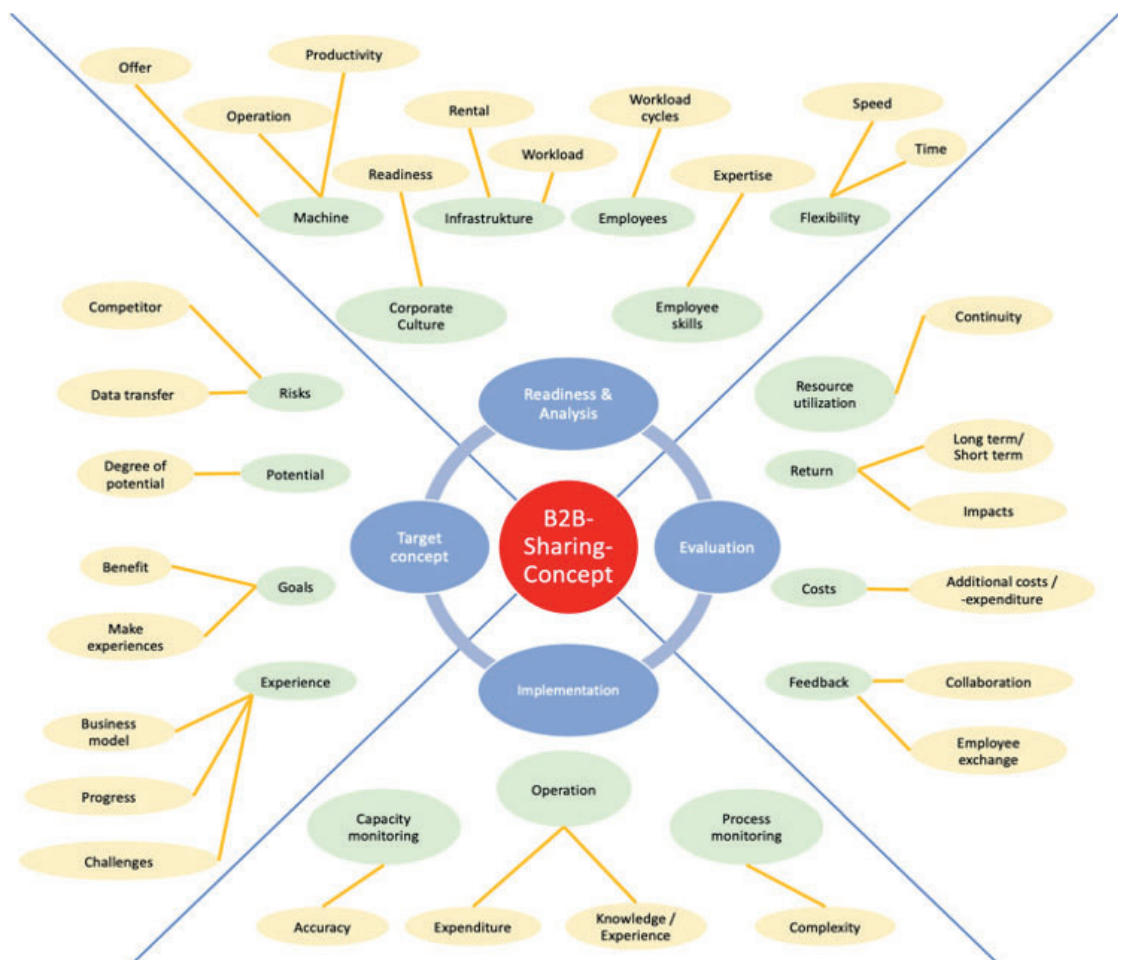 Productivity
Offer
Operation
Rental
Workload
cycles
Speed
Time
Workload
Readiness
Expertise
Machine
Infrastrukture
Employees
Flexibility
Corporate
Culture
Employee
skills
Competitor
Data transfer
Risks
Degree of
potential
Potential
Benefit
Goals
Make
experiences
Experience
Business
model
Progress
Challenges
Readiness &
Analysis
Target
concept
B2B-
Sharing-
Concept
Evaluation
Implementation
Continuity
Resource
utilization
Long term/
Short term
Return
Impacts
Costs
Additional costs /
-expenditure
Feedback
Collaboration
Employee
exchange
Operation
Capacity
monitoring
Process
monitoring
Accuracy
Expenditure
Knowledge /
Experience
Complexity